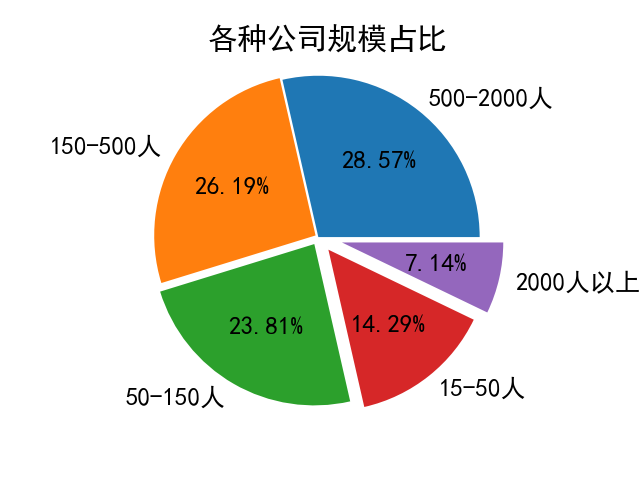 各种公司规模占比
500-2000人
28.57%
150-500人
26.19%
50-150人
23.81%
15-50人
14.29%
2000人以上
7.14%